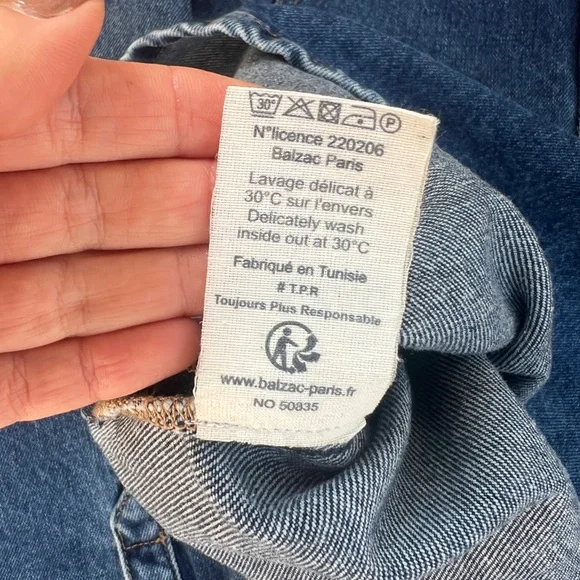 30°
P
N°licence 220206
Balzac Paris
Lavage délicat à
30°C sur l'envers
Delicately wash
inside out at 30°C
Fabriqué en Tunisie
# T.P.R
Toujours Plus Responsable
www.balzac-paris.fr
NO 50335